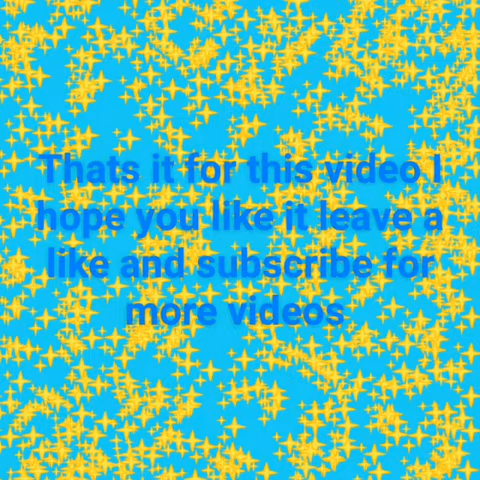 Thats it for this video I
hope you like it leave a
like and subscribe for
more videos